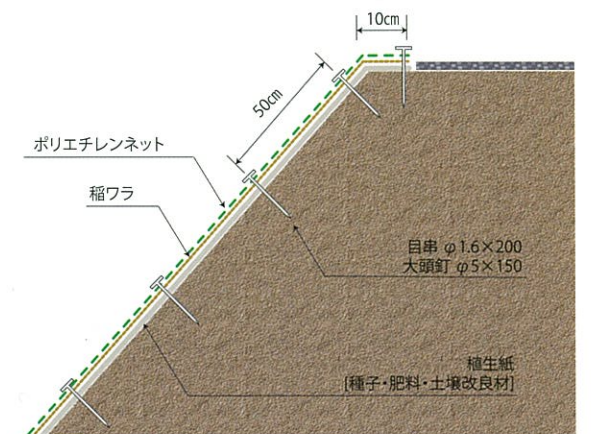 10㎝
50㎝
ポリエチレンネット
稲ワラ
目串 φ1.6×200
大頭釘 φ5×150
植生紙
[種子・肥料・土壌改良材]